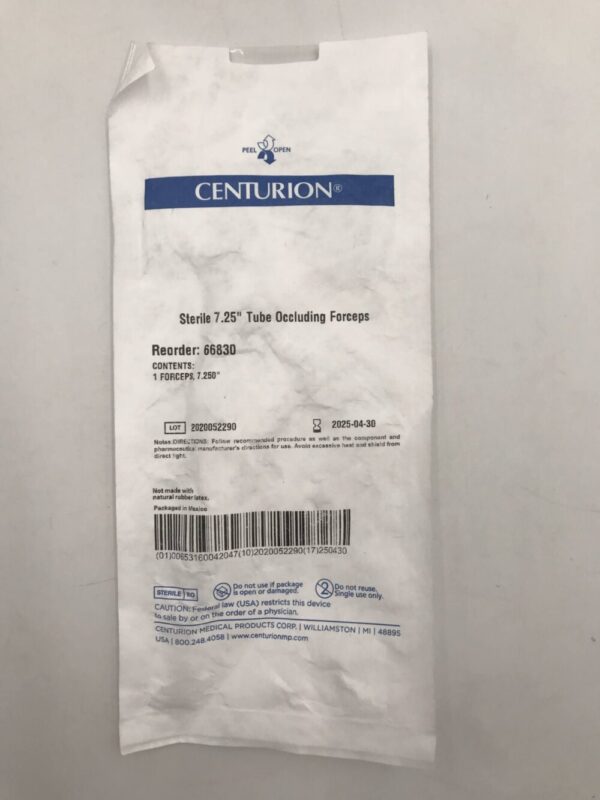 PEEL OPEN
CENTURION®
Sterile 7.25" Tube Occluding Forceps
Reorder: 66830
CONTENTS:
1 FORCEPS, 7.250"
LOT 2020052290 2025-04-30
Notes:DIRECTIONS: Follow recommended procedure as well as the component and
pharmaceutical manufacturer's directions for use. Avoid excessive heat and shield from
direct light.
Not made with
natural rubber latex.
Packaged in Mexico
(01)00653160042047(10)2020052290(17)250430
STERILE EO Do not use if package
is open or damaged.
2 Do not reuse.
Single use only.
CAUTION: Federal law (USA) restricts this device
to sale by or on the order of a physician.
CENTURION MEDICAL PRODUCTS CORP. | WILLIAMSTON | MI | 48895
USA | 800.248.4058 | www.centurionmp.com